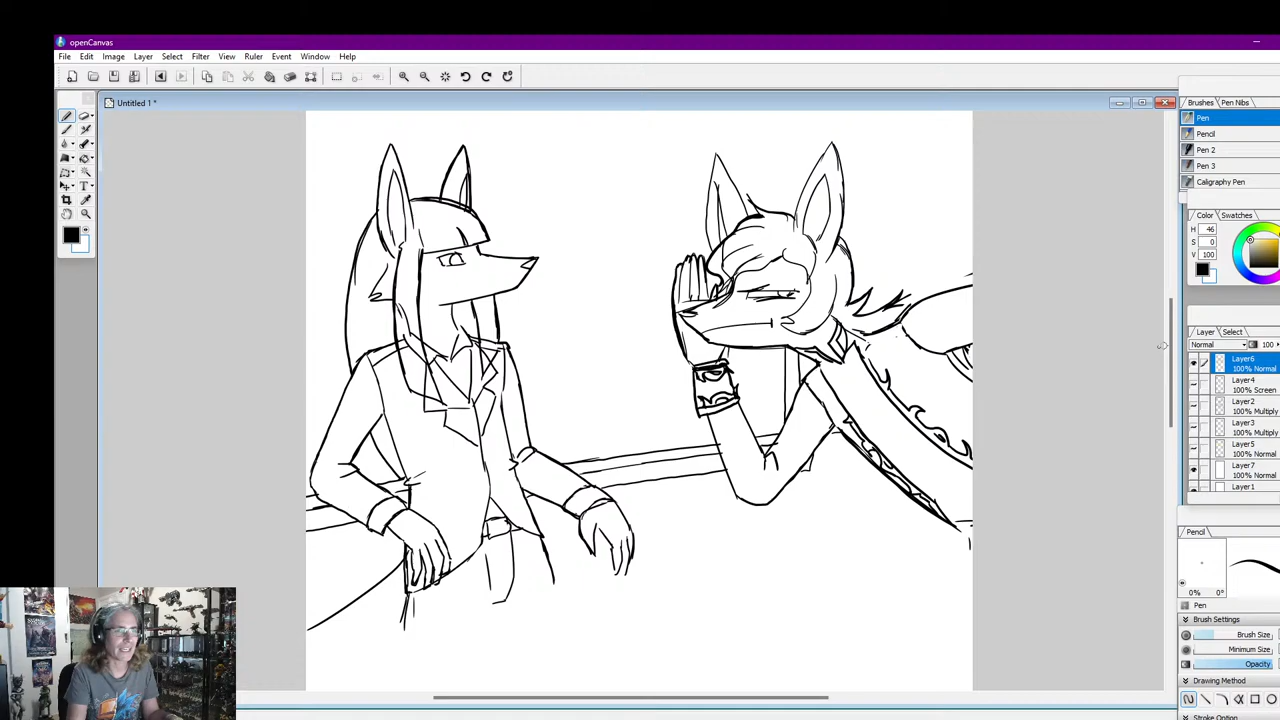 openCanvas
File Edit Image Layer Select Filter View Ruler Event Window Help
Untitled 1 *
Brushes Pen Nibs
Pen
Pencil
Pen 2
Pen 3
Caligraphy Pen
Color Swatches
H 46
S 0
V 100
Layer Select
Normal 100
Layer6
100% Normal
Layer4
100% Screen
Layer2
100% Multiply
Layer3
100% Multiply
Layer5
100% Normal
Layer7
100% Normal
Layer1
Pencil
0% 0°
Pen
Brush Settings
Brush Size
Minimum Size
Opacity
Drawing Method
Stroke Option